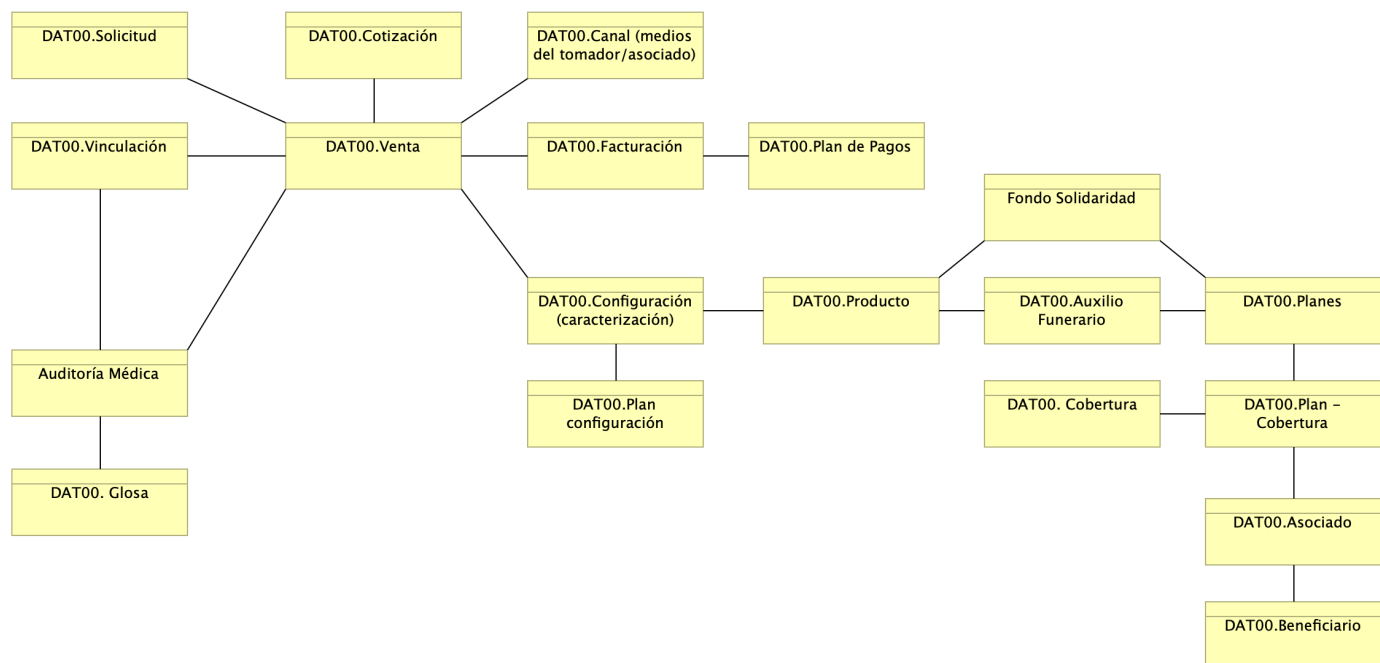 DAT00.Solicitud
DAT00.Cotización
DAT00.Canal (medios
del tomador/asociado)
DAT00.Vinculación
DAT00.Venta
DAT00.Facturación
DAT00.Plan de Pagos
Fondo Solidaridad
DAT00.Configuración
(caracterización)
DAT00.Producto
DAT00.Auxilio
Funerario
DAT00.Planes
Auditoría Médica
DAT00.Plan
configuración
DAT00. Cobertura
DAT00.Plan –
Cobertura
DAT00. Glosa
DAT00.Asociado
DAT00.Beneficiario